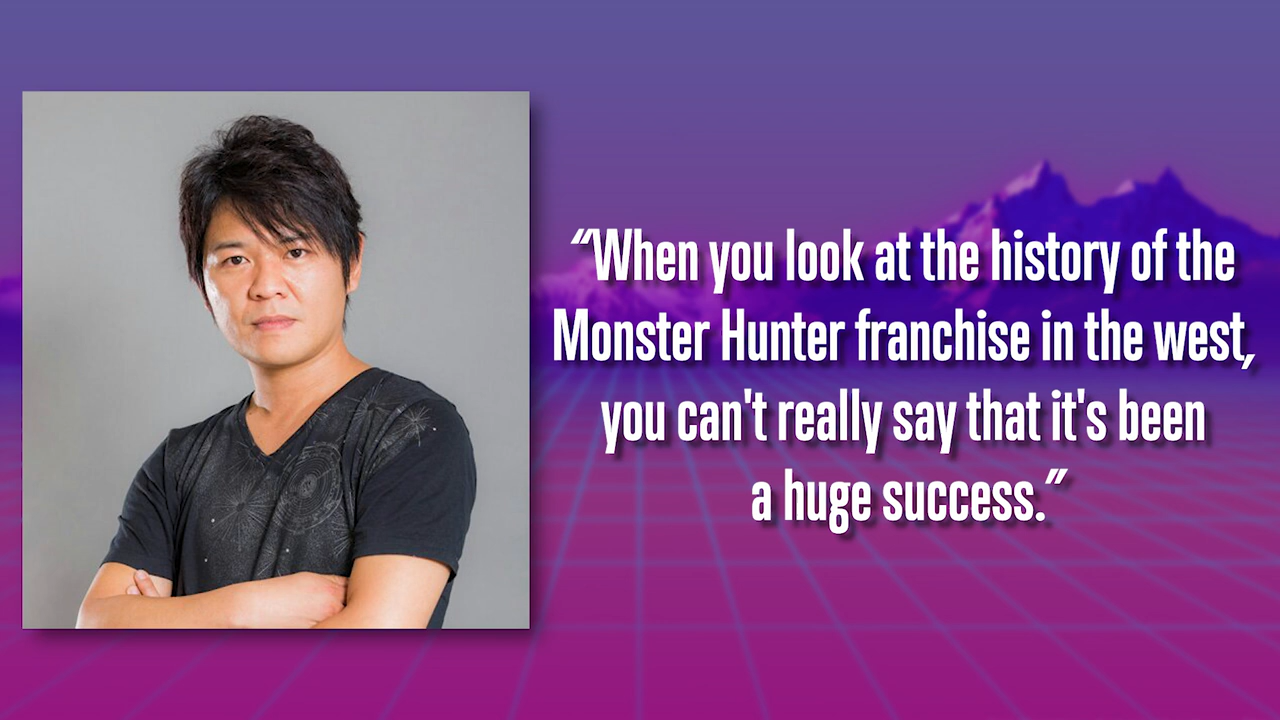 “When you look at the history of the
Monster Hunter franchise in the west,
you can't really say that it's been
a huge success.”